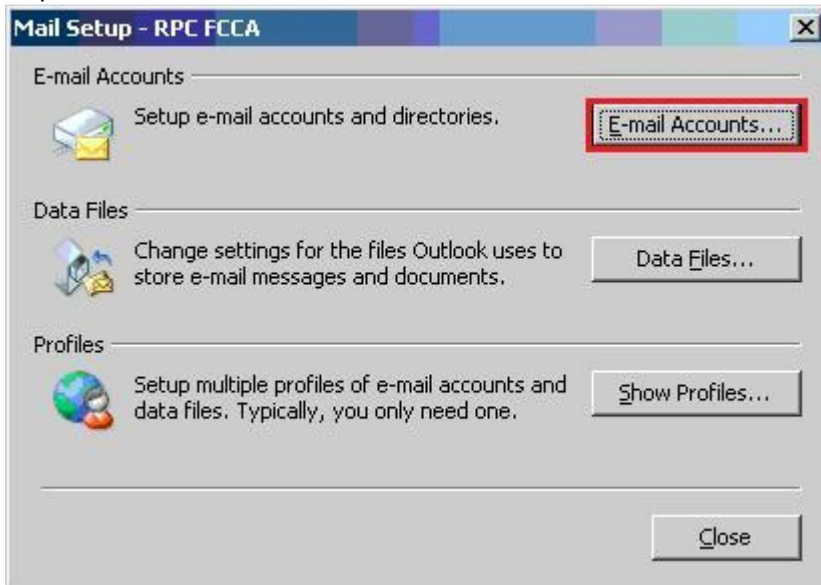 Mail Setup - RPC FCCA
E-mail Accounts
Setup e-mail accounts and directories.
E-mail Accounts...
Data Files
Change settings for the files Outlook uses to
store e-mail messages and documents.
Data Files...
Profiles
Setup multiple profiles of e-mail accounts and
data files. Typically, you only need one.
Show Profiles...
Close